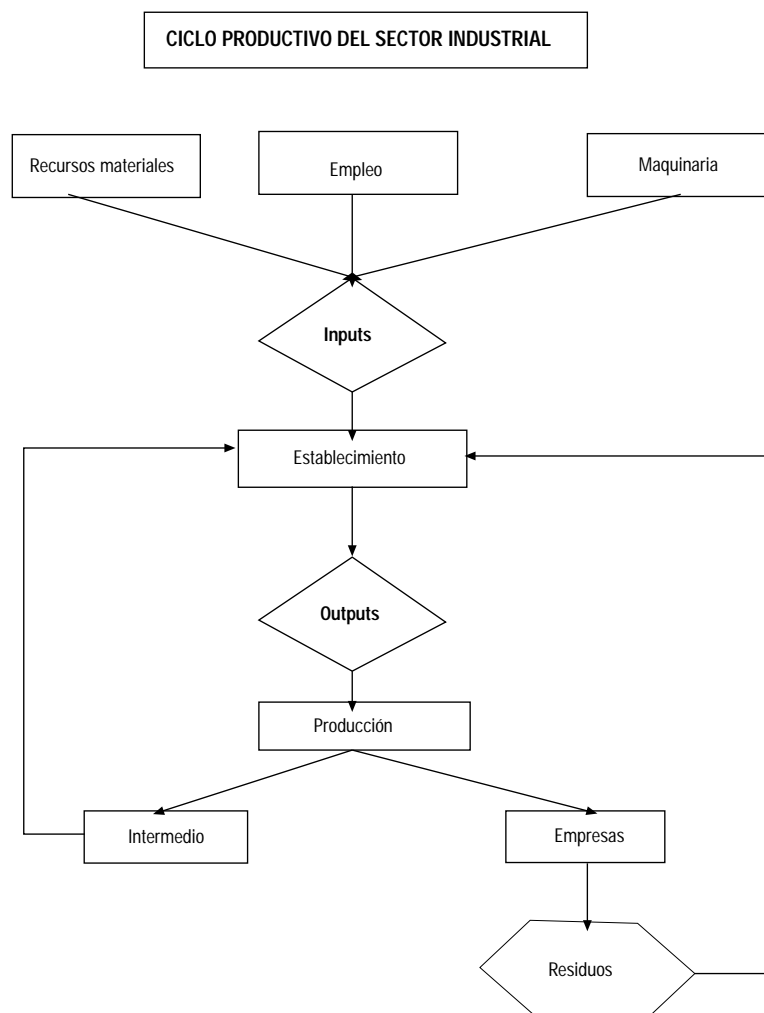 CICLO PRODUCTIVO DEL SECTOR INDUSTRIAL
Recursos materiales
Empleo
Maquinaria
Inputs
Establecimiento
Outputs
Producción
Intermedio
Empresas
Residuos